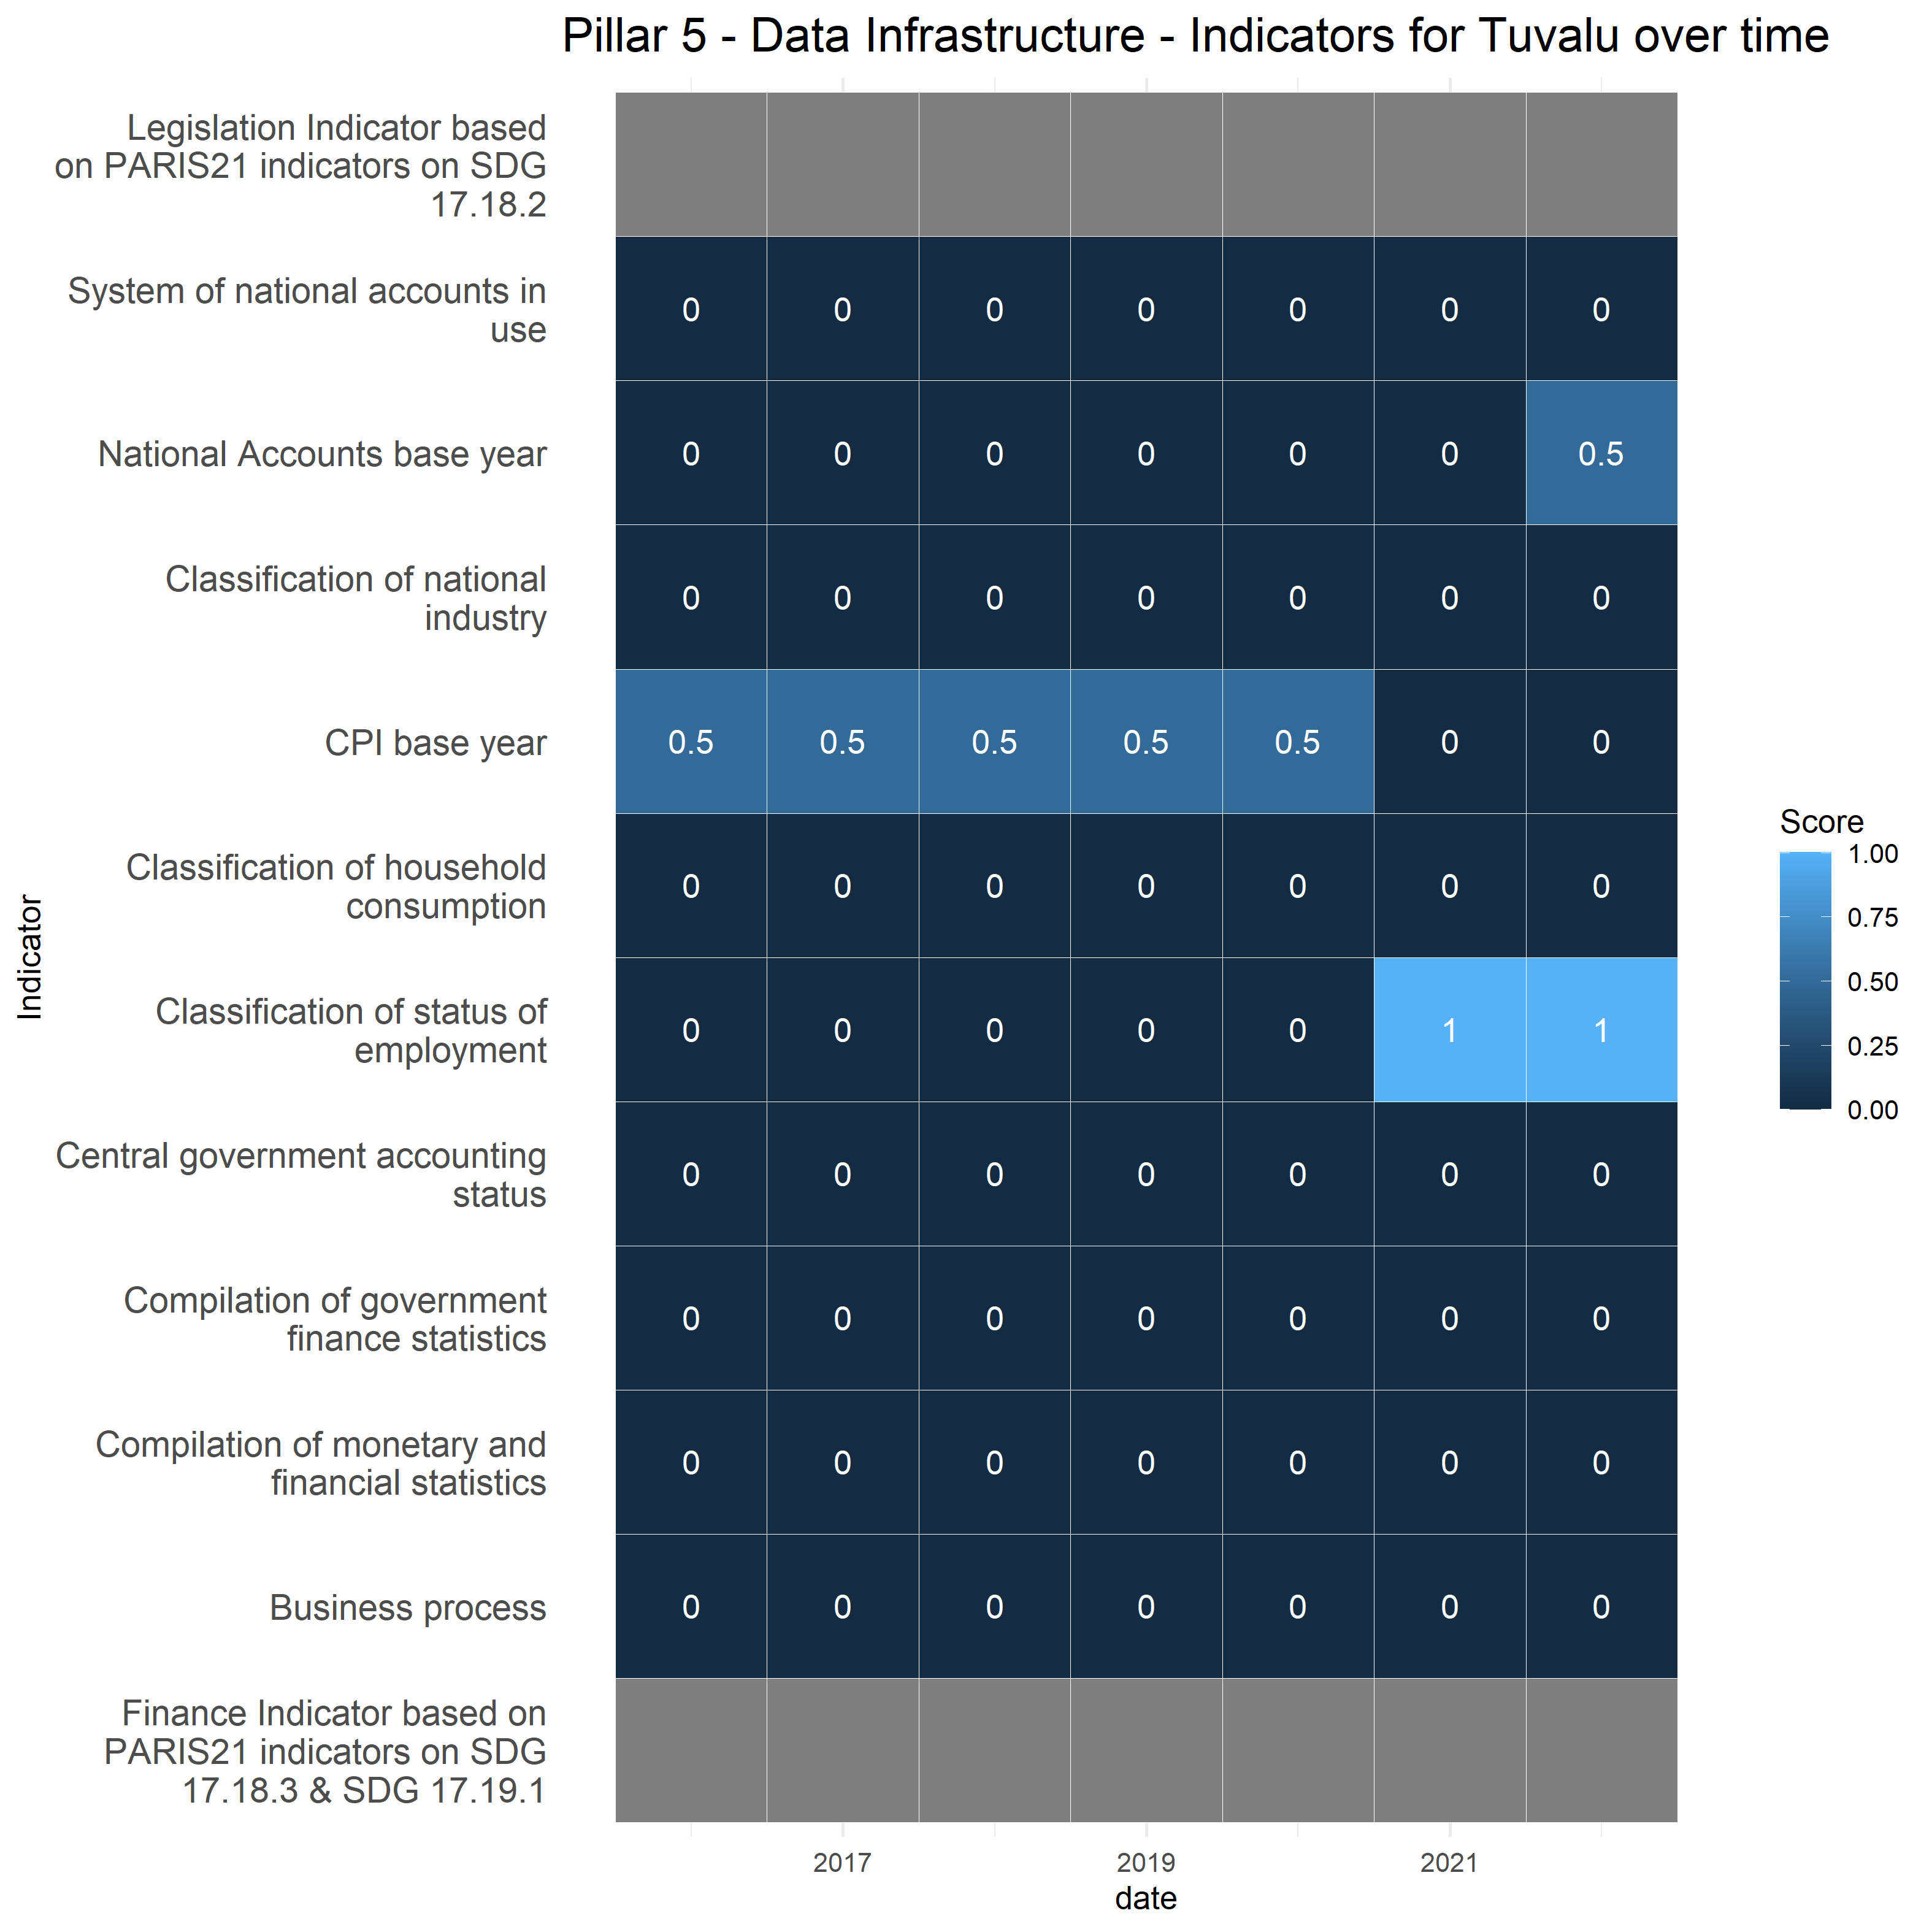 Pillar 5 - Data Infrastructure - Indicators for Tuvalu over time
Legislation Indicator based
on PARIS21 indicators on SDG
17.18.2
System of national accounts in
use
0 0 0 0 0 0 0
National Accounts base year
0 0 0 0 0 0 0.5
Classification of national
industry
0 0 0 0 0 0 0
CPI base year
0.5 0.5 0.5 0.5 0.5 0 0
Classification of household
consumption
0 0 0 0 0 0 0
Classification of status of
employment
0 0 0 0 0 1 1
Central government accounting
status
0 0 0 0 0 0 0
Compilation of government
finance statistics
0 0 0 0 0 0 0
Compilation of monetary and
financial statistics
0 0 0 0 0 0 0
Business process
0 0 0 0 0 0 0
Finance Indicator based on
PARIS21 indicators on SDG
17.18.3 & SDG 17.19.1
Indicator
2017 2019 2021
date
Score
1.00
0.75
0.50
0.25
0.00